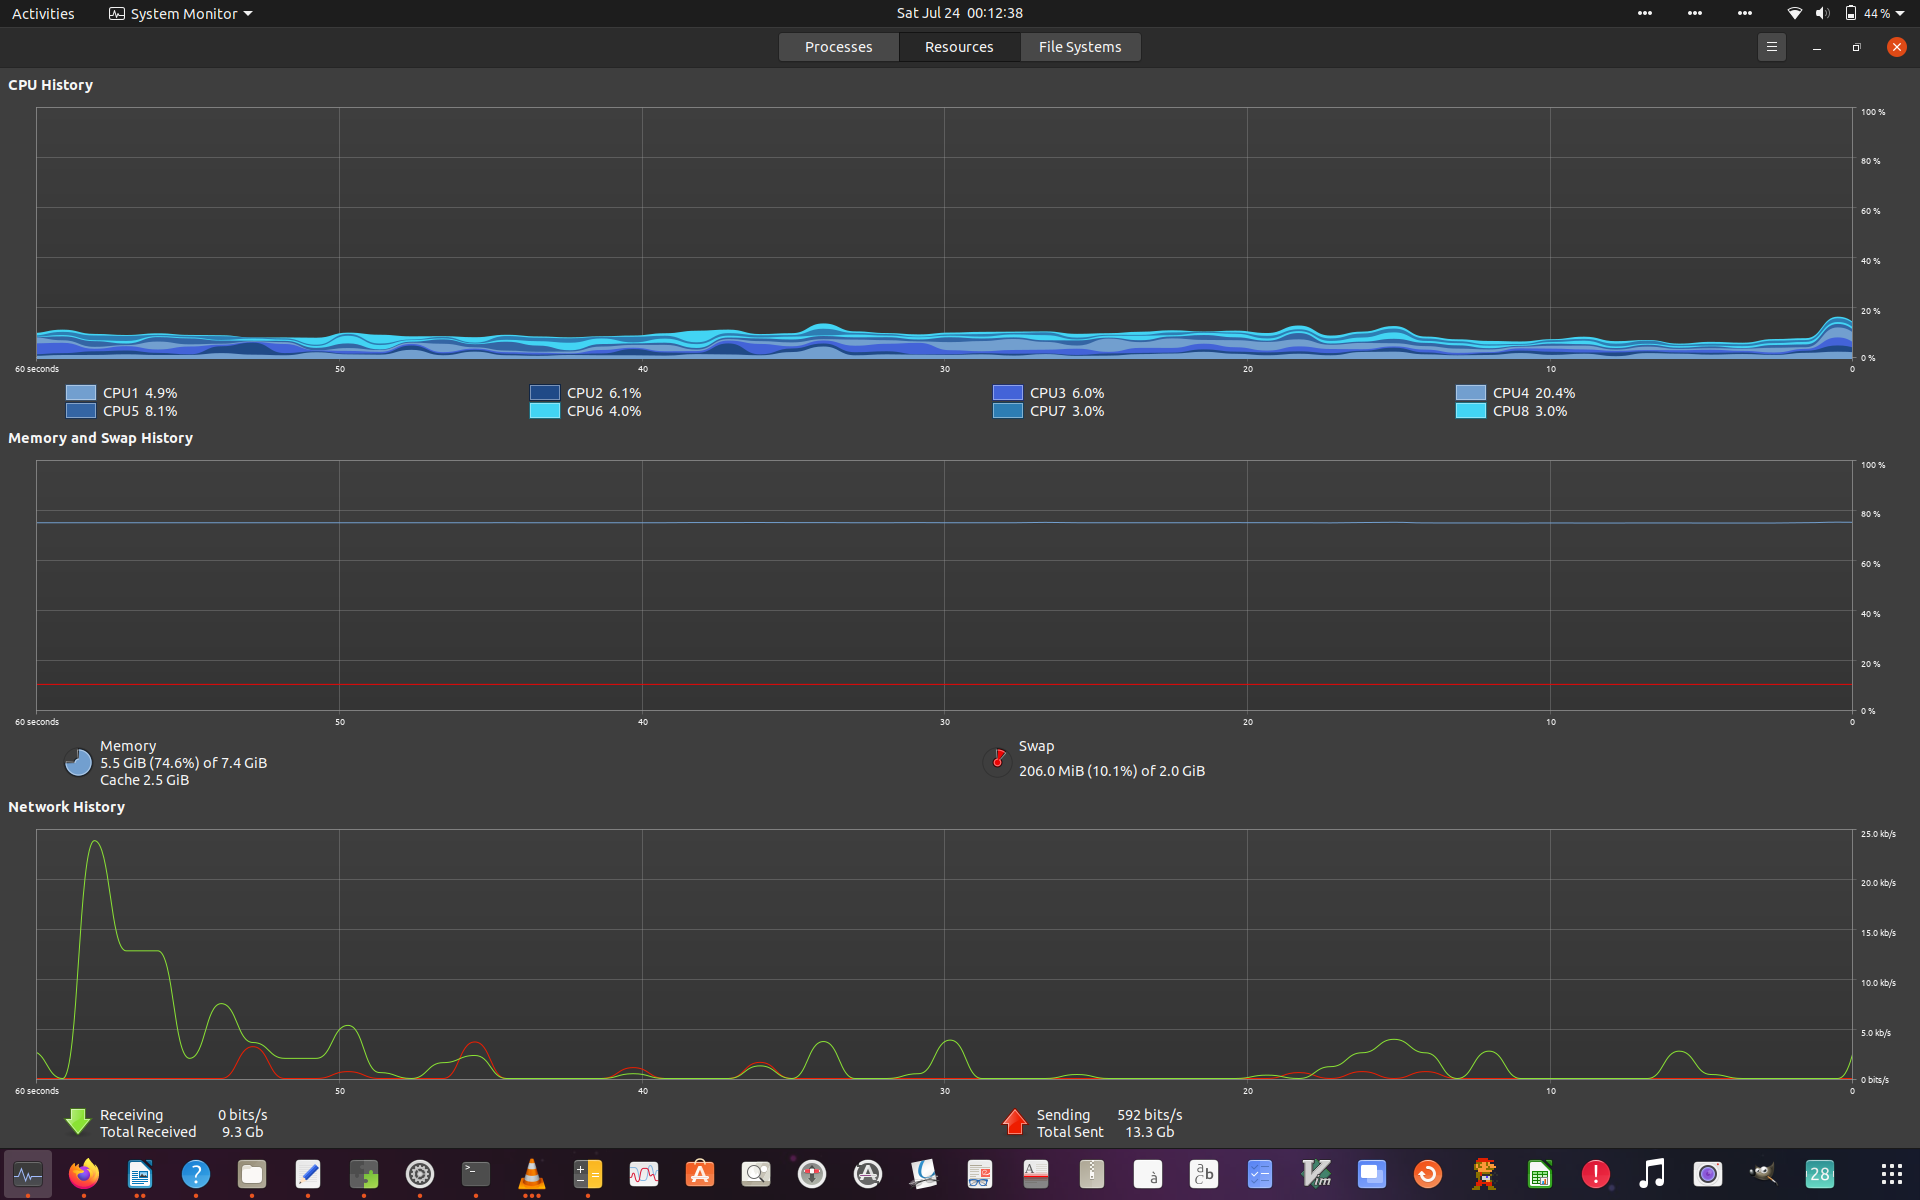 Activities System Monitor Sat Jul 24 00:12:38 44 %
Processes Resources File Systems
CPU History
100 %
80 %
60 %
40 %
20 %
0 %
60 seconds 50 40 30 20 10 0
CPU1 4.9% CPU2 6.1% CPU3 6.0% CPU4 20.4%
CPU5 8.1% CPU6 4.0% CPU7 3.0% CPU8 3.0%
Memory and Swap History
100 %
80 %
60 %
40 %
20 %
0 %
60 seconds 50 40 30 20 10 0
Memory
5.5 GiB (74.6%) of 7.4 GiB
Cache 2.5 GiB
Swap
206.0 MiB (10.1%) of 2.0 GiB
Network History
25.0 kb/s
20.0 kb/s
15.0 kb/s
10.0 kb/s
5.0 kb/s
0 bits/s
60 seconds 50 40 30 20 10 0
Receiving 0 bits/s Sending 592 bits/s
Total Received 9.3 Gb Total Sent 13.3 Gb
? >_ A A à a b c Vim ! 28